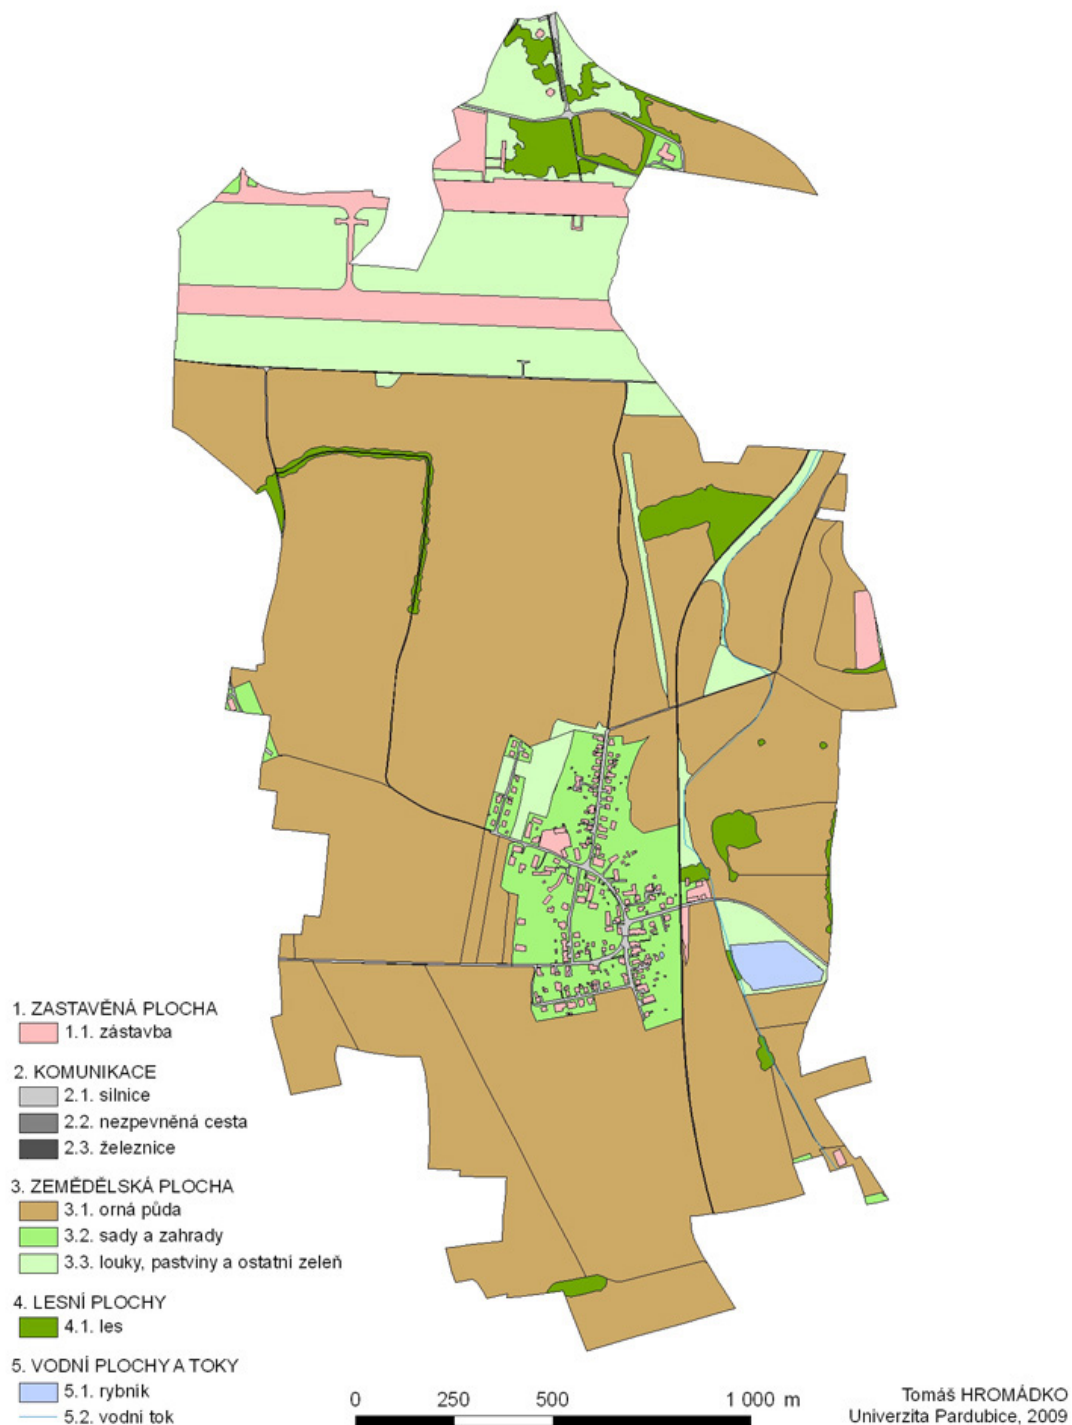 1. ZASTAVĚNÁ PLOCHA
1.1. zástavba
2. KOMUNIKACE
2.1. silnice
2.2. nezpevněná cesta
2.3. železnice
3. ZEMĚDĚLSKÁ PLOCHA
3.1. orná půda
3.2. sady a zahrady
3.3. louky, pastviny a ostatní zeleň
4. LESNÍ PLOCHY
4.1. les
5. VODNÍ PLOCHY A TOKY
5.1. rybník
5.2. vodní tok
0 250 500 1 000 m
Tomáš HROMÁDKO
Univerzita Pardubice, 2009